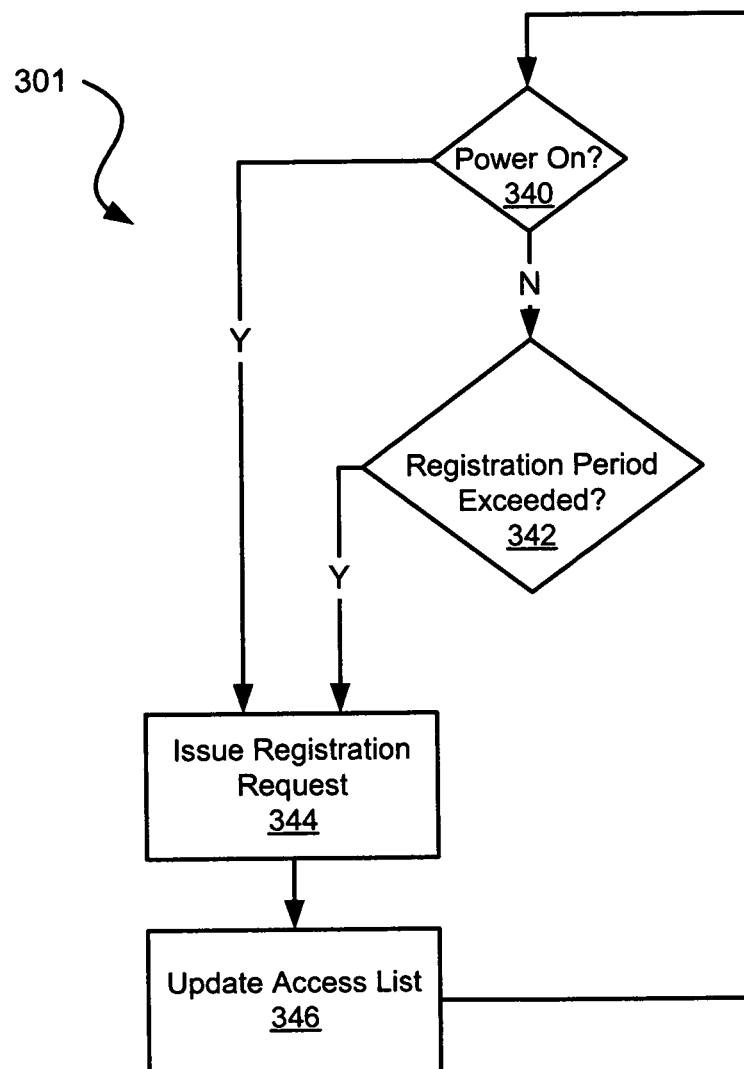 301
Power On?
340
N
Y
Registration Period
Exceeded?
342
Y
Issue Registration
Request
344
Update Access List
346